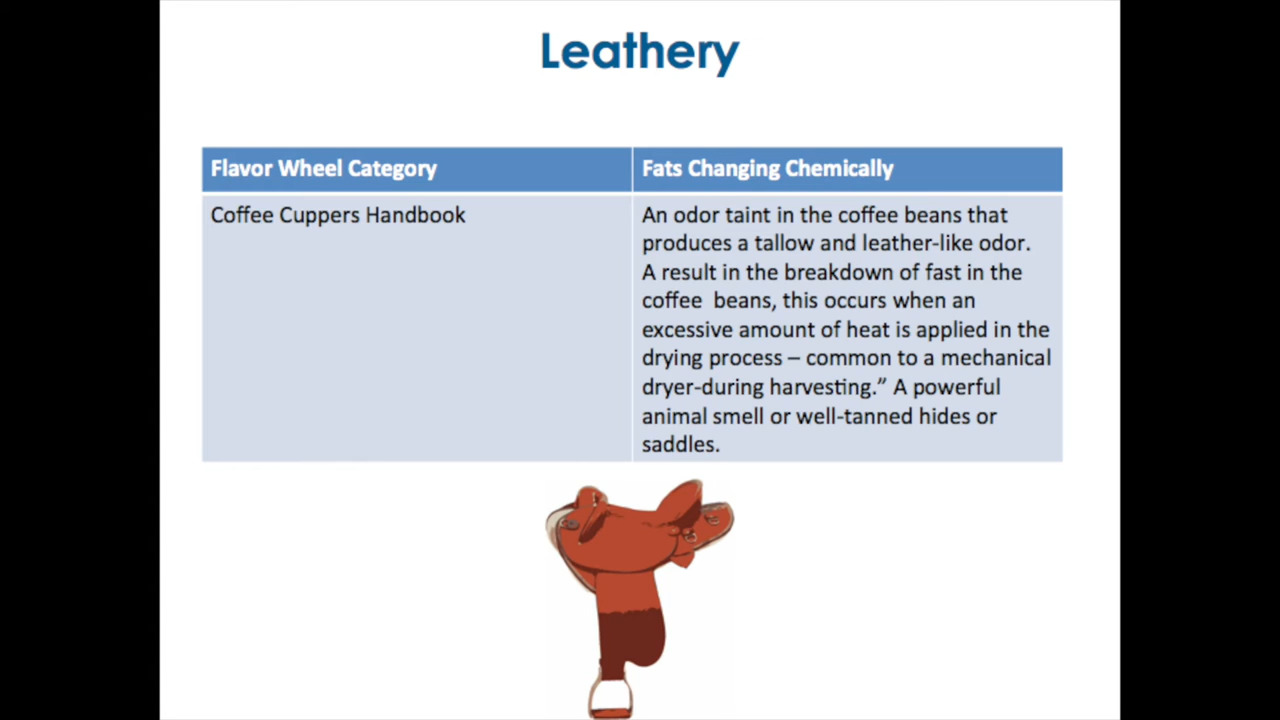 Leathery
Flavor Wheel Category
Fats Changing Chemically
Coffee Cuppers Handbook
An odor taint in the coffee beans that
produces a tallow and leather-like odor.
A result in the breakdown of fast in the
coffee  beans, this occurs when an
excessive amount of heat is applied in the
drying process – common to a mechanical
dryer-during harvesting.” A powerful
animal smell or well-tanned hides or
saddles.